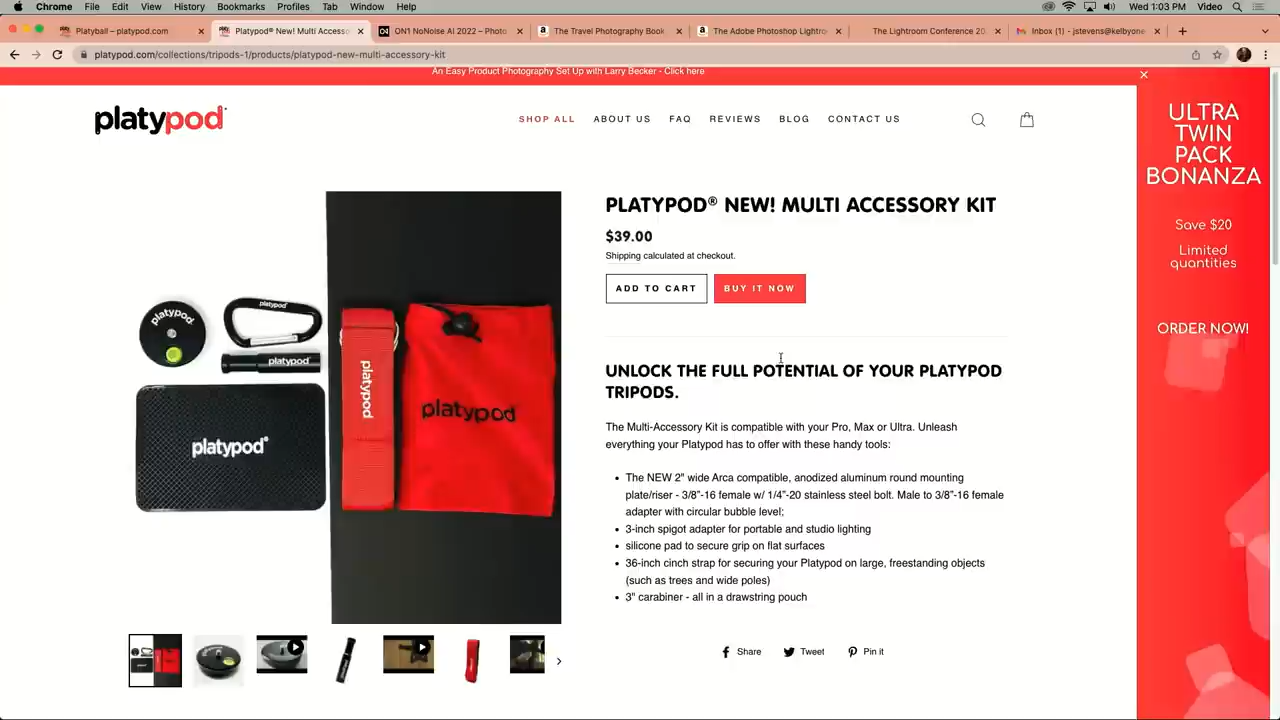 Chrome File Edit View History Bookmarks Profiles Tab Window Help Wed 1:03 PM Video
Platyball – platypod.com
Platypod® New! Multi Accesso
ON1 NoNoise AI 2022 – Photo
The Travel Photography Book
The Adobe Photoshop Lightro
The Lightroom Conference 20
Inbox (1) - jstevens@kelbyone
platypod.com/collections/tripods-1/products/platypod-new-multi-accessory-kit
An Easy Product Photography Set Up with Larry Becker - Click here
platypod
SHOP ALL ABOUT US FAQ REVIEWS BLOG CONTACT US
ULTRA
TWIN
PACK
BONANZA
Save $20
Limited
quantities
ORDER NOW!
platypod
platypod
platypod
platypod®
platypod
platypod
PLATYPOD® NEW! MULTI ACCESSORY KIT
$39.00
Shipping calculated at checkout.
ADD TO CART BUY IT NOW
UNLOCK THE FULL POTENTIAL OF YOUR PLATYPOD
TRIPODS.
The Multi-Accessory Kit is compatible with your Pro, Max or Ultra. Unleash
everything your Platypod has to offer with these handy tools:
• The NEW 2" wide Arca compatible, anodized aluminum round mounting
plate/riser - 3/8"-16 female w/ 1/4"-20 stainless steel bolt. Male to 3/8"-16 female
adapter with circular bubble level;
• 3-inch spigot adapter for portable and studio lighting
• silicone pad to secure grip on flat surfaces
• 36-inch cinch strap for securing your Platypod on large, freestanding objects
(such as trees and wide poles)
• 3" carabiner - all in a drawstring pouch
Share Tweet Pin it